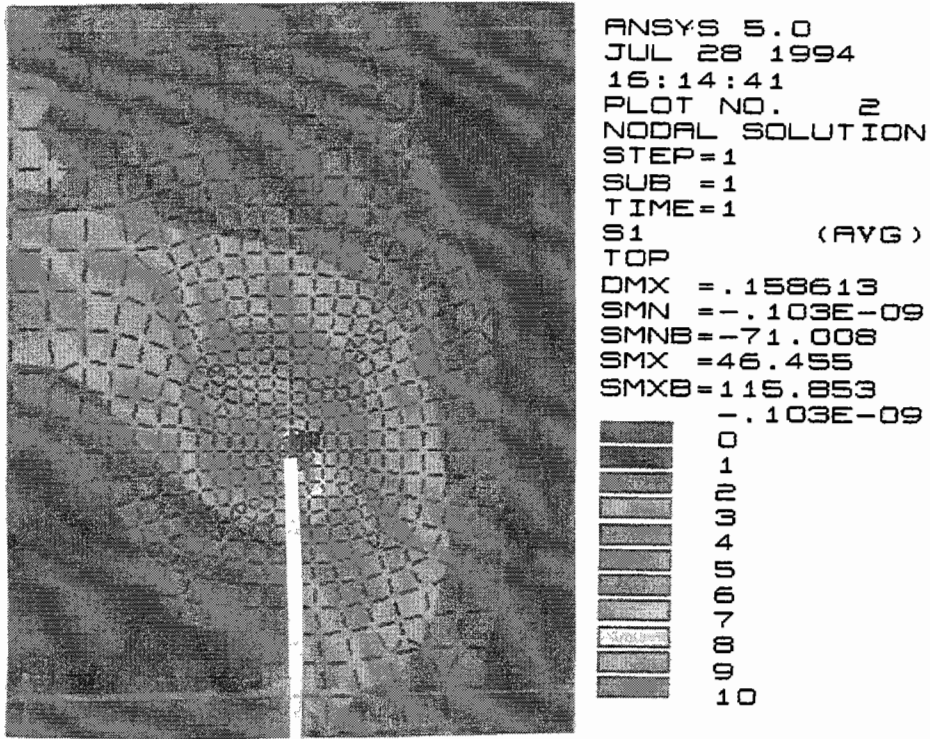 ANSYS 5.0
JUL 28 1994
16:14:41
PLOT NO. 2
NODAL SOLUTION
STEP=1
SUB =1
TIME=1
S1 (AVG)
TOP
DMX =.158613
SMN =-.103E-09
SMNB=-71.008
SMX =46.455
SMXB=115.853
-.103E-09
0
1
2
3
4
5
6
7
8
9
10